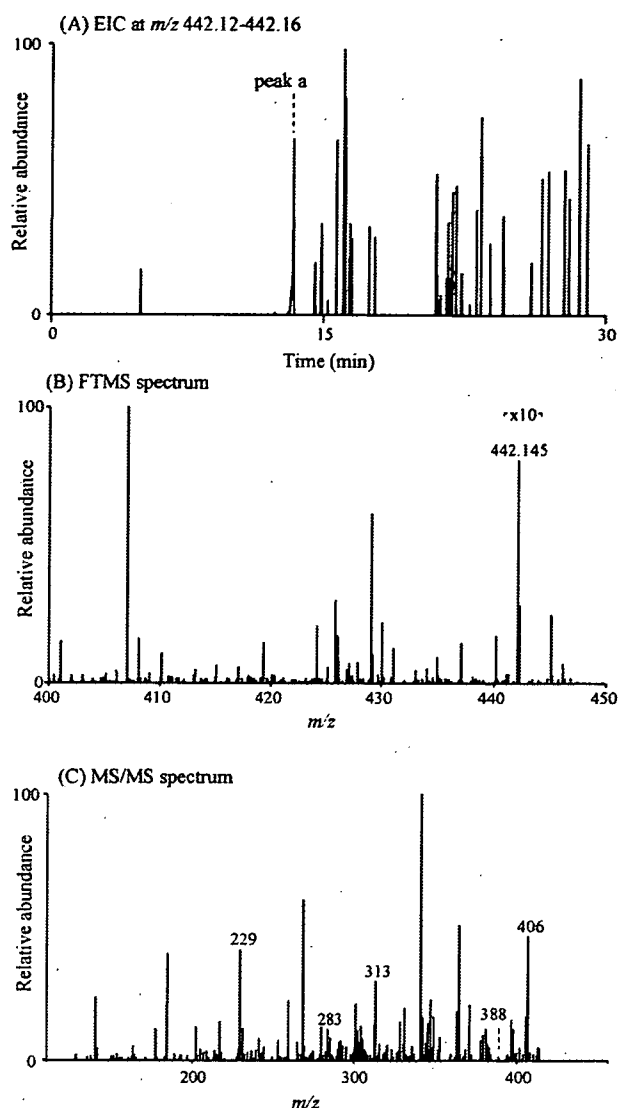 (A) EIC at m/z 442.12-442.16
100
peak a
Relative abundance
0
0
15
30
Time (min)
(B) FTMS spectrum
100
x10
442.145
Relative abundance
0
400
410
420
430
440
450
m/z
(C) MS/MS spectrum
100
406
229
313
388
283
Relative abundance
0
200
300
400
m/z